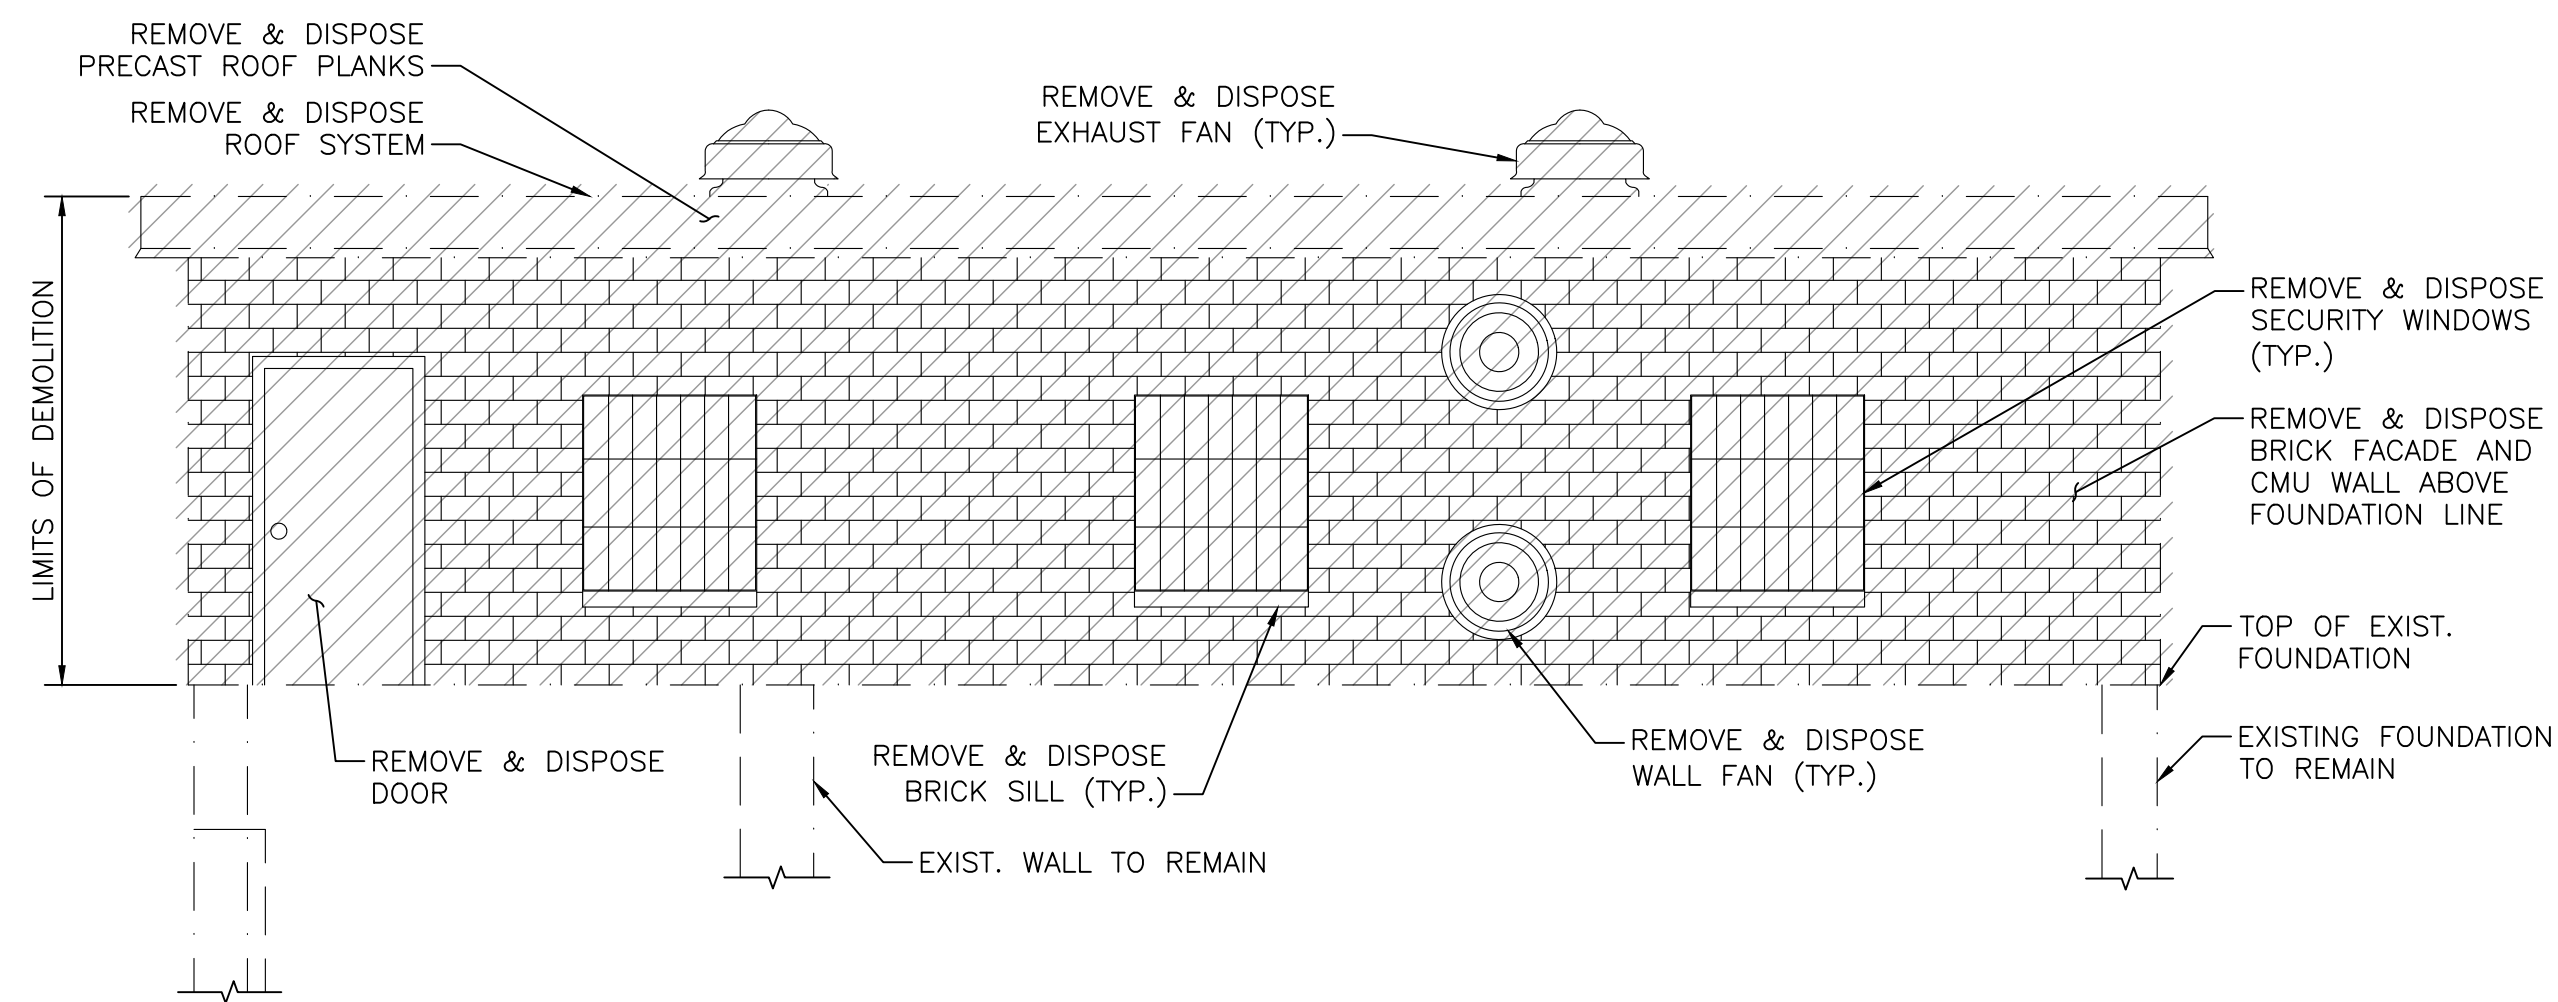 REMOVE & DISPOSE
PRECAST ROOF PLANKS
REMOVE & DISPOSE
ROOF SYSTEM
REMOVE & DISPOSE
EXHAUST FAN (TYP.)
LIMITS OF DEMOLITION
REMOVE & DISPOSE
SECURITY WINDOWS
(TYP.)
REMOVE & DISPOSE
BRICK FACADE AND
CMU WALL ABOVE
FOUNDATION LINE
TOP OF EXIST.
FOUNDATION
EXISTING FOUNDATION
TO REMAIN
REMOVE & DISPOSE
DOOR
REMOVE & DISPOSE
BRICK SILL (TYP.)
REMOVE & DISPOSE
WALL FAN (TYP.)
EXIST. WALL TO REMAIN